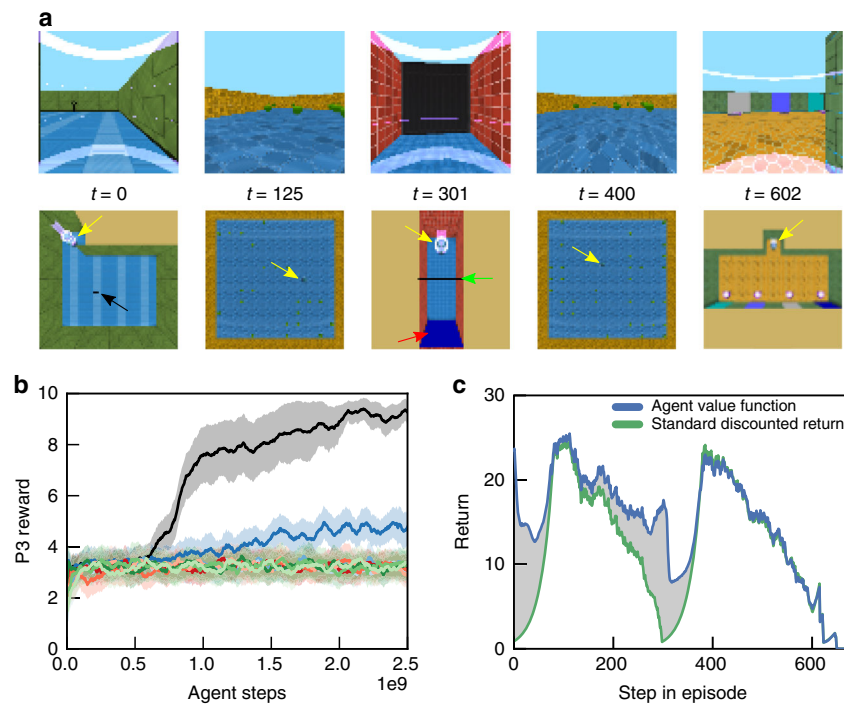 a
t = 0
t = 125
t = 301
t = 400
t = 602
b
P3 reward
10
8
6
4
2
0
0.0 0.5 1.0 1.5 2.0 2.5
1e9
Agent steps
c
Agent value function
Standard discounted return
Return
30
20
10
0
0 200 400 600
Step in episode